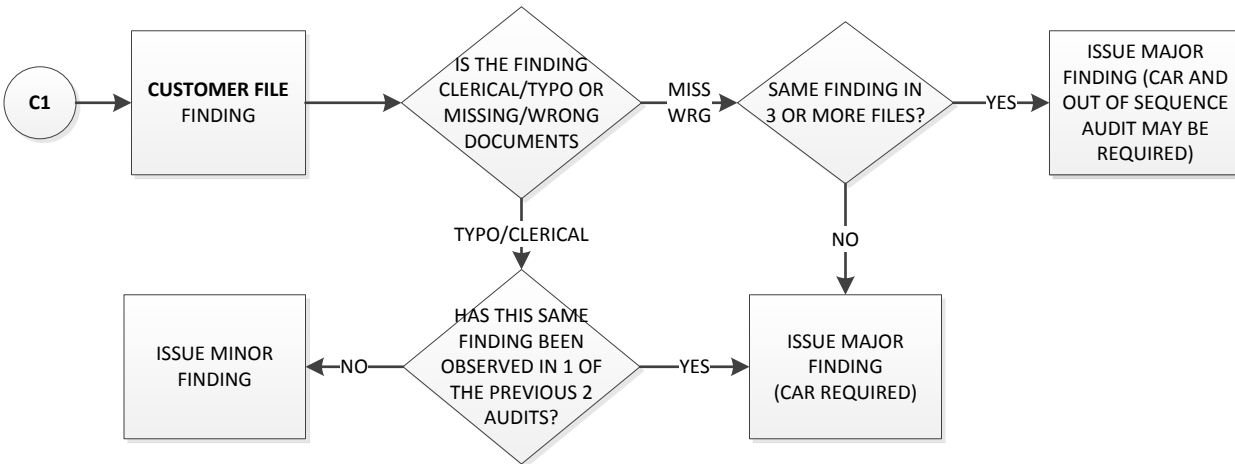 C1
CUSTOMER FILE
FINDING
IS THE FINDING
CLERICAL/TYPO OR
MISSING/WRONG
DOCUMENTS
MISS
WRG
SAME FINDING IN
3 OR MORE FILES?
YES
ISSUE MAJOR
FINDING (CAR AND
OUT OF SEQUENCE
AUDIT MAY BE
REQUIRED)
TYPO/CLERICAL
NO
ISSUE MINOR
FINDING
NO
HAS THIS SAME
FINDING BEEN
OBSERVED IN 1 OF
THE PREVIOUS 2
AUDITS?
YES
ISSUE MAJOR
FINDING
(CAR REQUIRED)